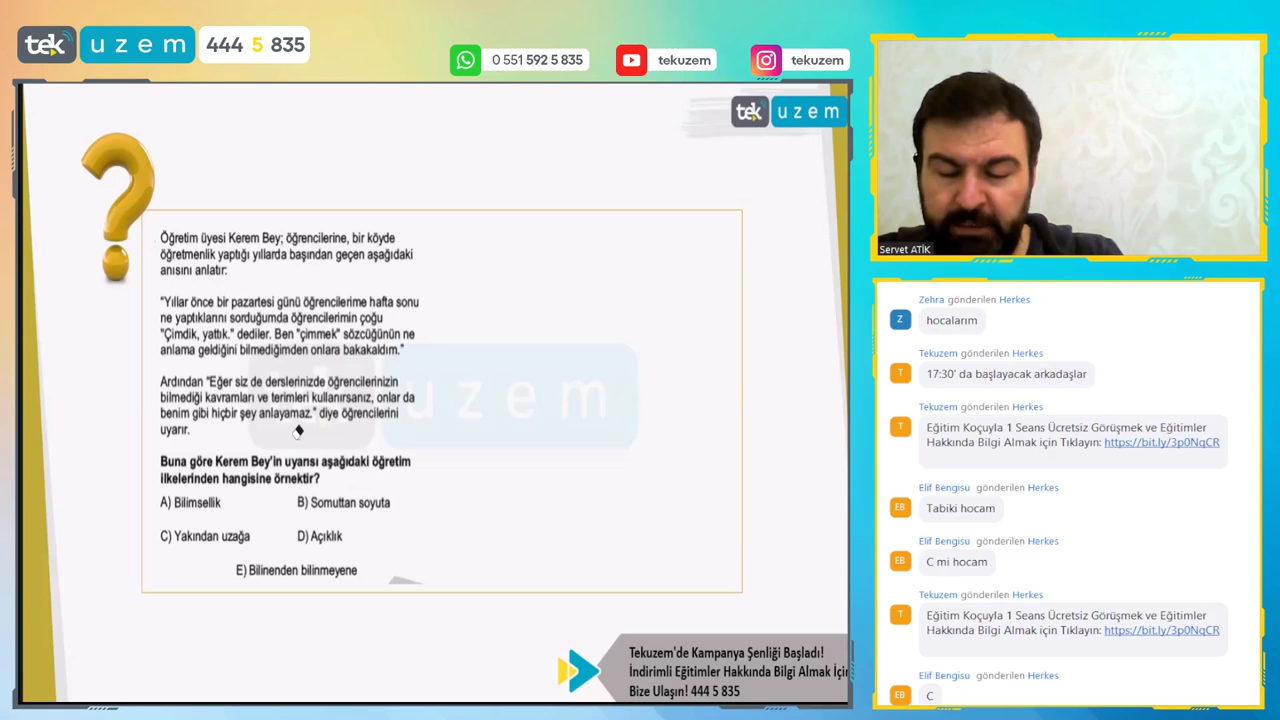 tek uzem 444 5 835
0 551 592 5 835
tekuzem
tekuzem
tek uzem
Öğretim üyesi Kerem Bey; öğrencilerine, bir köyde
öğretmenlik yaptığı yıllarda başından geçen aşağıdaki
anısını anlatır:
"Yıllar önce bir pazartesi günü öğrencilerime hafta sonu
ne yaptıklarını sorduğumda öğrencilerimin çoğu
"Çimdik, yattık." dediler. Ben "çimmek" sözcüğünün ne
anlama geldiğini bilmediğimden onlara bakakaldım."
Ardından "Eğer siz de derslerinizde öğrencilerinizin
bilmediği kavramları ve terimleri kullanırsanız, onlar da
benim gibi hiçbir şey anlayamaz." diye öğrencilerini
uyarır.
Buna göre Kerem Bey'in uyarısı aşağıdaki öğretim
ilkelerinden hangisine örnektir?
A) Bilimsellik B) Somuttan soyuta
C) Yakından uzağa D) Açıklık
E) Bilinenden bilinmeyene
uzem
Tekuzem'de Kampanya Şenliği Başladı!
İndirimli Eğitimler Hakkında Bilgi Almak İçin
Bize Ulaşın! 444 5 835
Servet ATİK
Zehra gönderilen Herkes
Z hocalarım
Tekuzem gönderilen Herkes
T 17:30' da başlayacak arkadaşlar
Tekuzem gönderilen Herkes
T Eğitim Koçuyla 1 Seans Ücretsiz Görüşmek ve Eğitimler
Hakkında Bilgi Almak için Tıklayın: https://bit.ly/3p0NqCR
Elif Bengisu gönderilen Herkes
EB Tabiki hocam
Elif Bengisu gönderilen Herkes
EB C mi hocam
Tekuzem gönderilen Herkes
T Eğitim Koçuyla 1 Seans Ücretsiz Görüşmek ve Eğitimler
Hakkında Bilgi Almak için Tıklayın: https://bit.ly/3p0NqCR
Elif Bengisu gönderilen Herkes
EB C